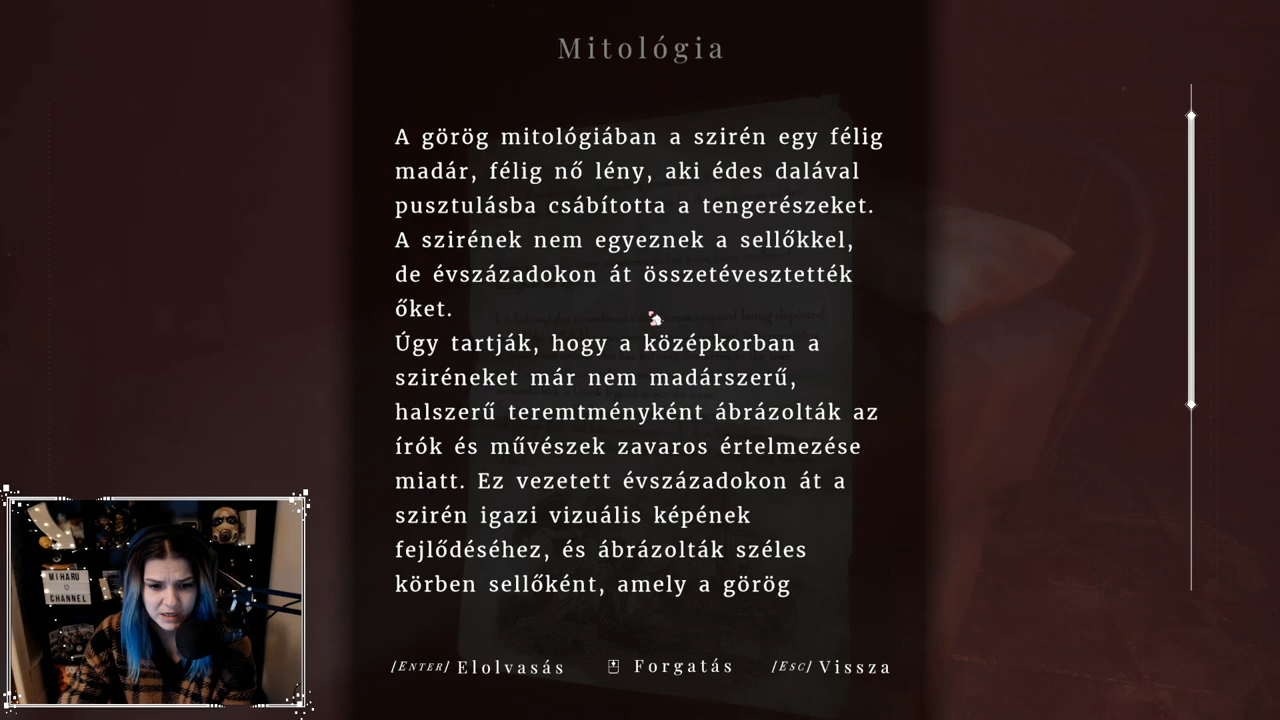 Mitológia
A görög mitológiában a szirén egy félig
madár, félig nő lény, aki édes dalával
pusztulásba csábította a tengerészeket.
A szirének nem egyeznek a sellőkkel,
de évszázadokon át összetévesztették
őket.
Úgy tartják, hogy a középkorban a
sziréneket már nem madárszerű,
halszerű teremtményként ábrázolták az
írók és művészek zavaros értelmezése
miatt. Ez vezetett évszázadokon át a
szirén igazi vizuális képének
fejlődéséhez, és ábrázolták széles
körben sellőként, amely a görög
/Enter/ Elolvasás Forgatás /Esc/ Vissza
MIHARU
CHANNEL